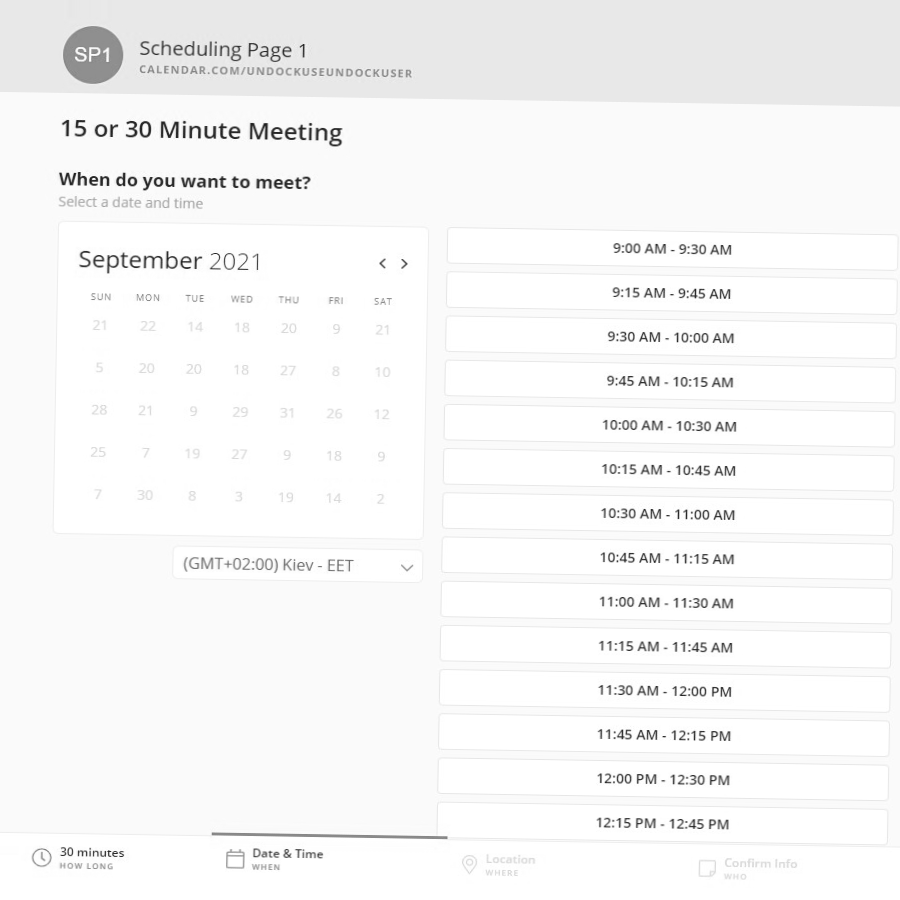 SP1
Scheduling Page 1
CALENDAR.COM/UNDOCKUSEUNDOCKUSER
15 or 30 Minute Meeting
When do you want to meet?
Select a date and time
September 2021
SUN MON TUE WED THU FRI SAT
21 22 14 18 20 9 21
5 20 20 18 27 8 10
28 21 9 29 31 26 12
25 7 19 27 9 18 9
7 30 8 3 19 14 2
(GMT+02:00) Kiev - EET
9:00 AM - 9:30 AM
9:15 AM - 9:45 AM
9:30 AM - 10:00 AM
9:45 AM - 10:15 AM
10:00 AM - 10:30 AM
10:15 AM - 10:45 AM
10:30 AM - 11:00 AM
10:45 AM - 11:15 AM
11:00 AM - 11:30 AM
11:15 AM - 11:45 AM
11:30 AM - 12:00 PM
11:45 AM - 12:15 PM
12:00 PM - 12:30 PM
12:15 PM - 12:45 PM
30 minutes
HOW LONG
Date & Time
WHEN
Location
WHERE
Confirm Info
WHO